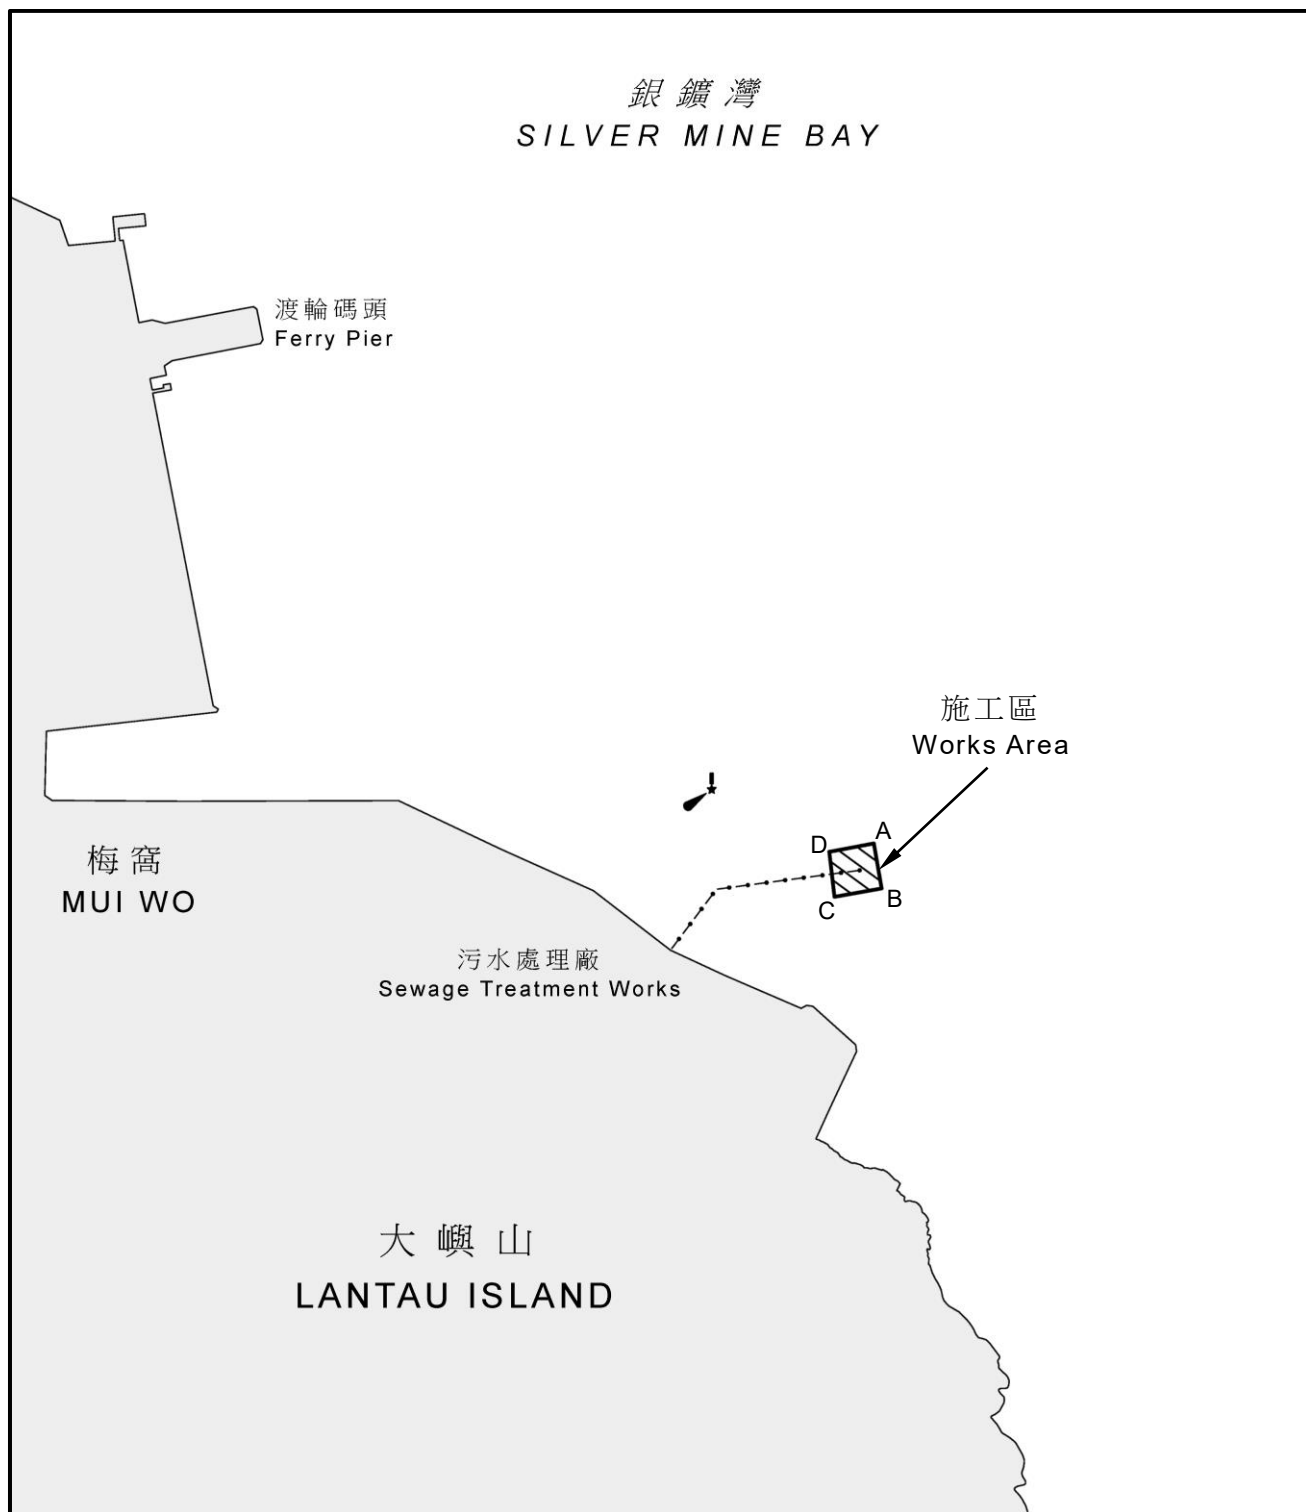 銀鑛灣
SILVER MINE BAY
渡輪碼頭
Ferry Pier
施工區
Works Area
D
A
C
B
梅窩
MUI WO
污水處理廠
Sewage Treatment Works
大嶼山
LANTAU ISLAND